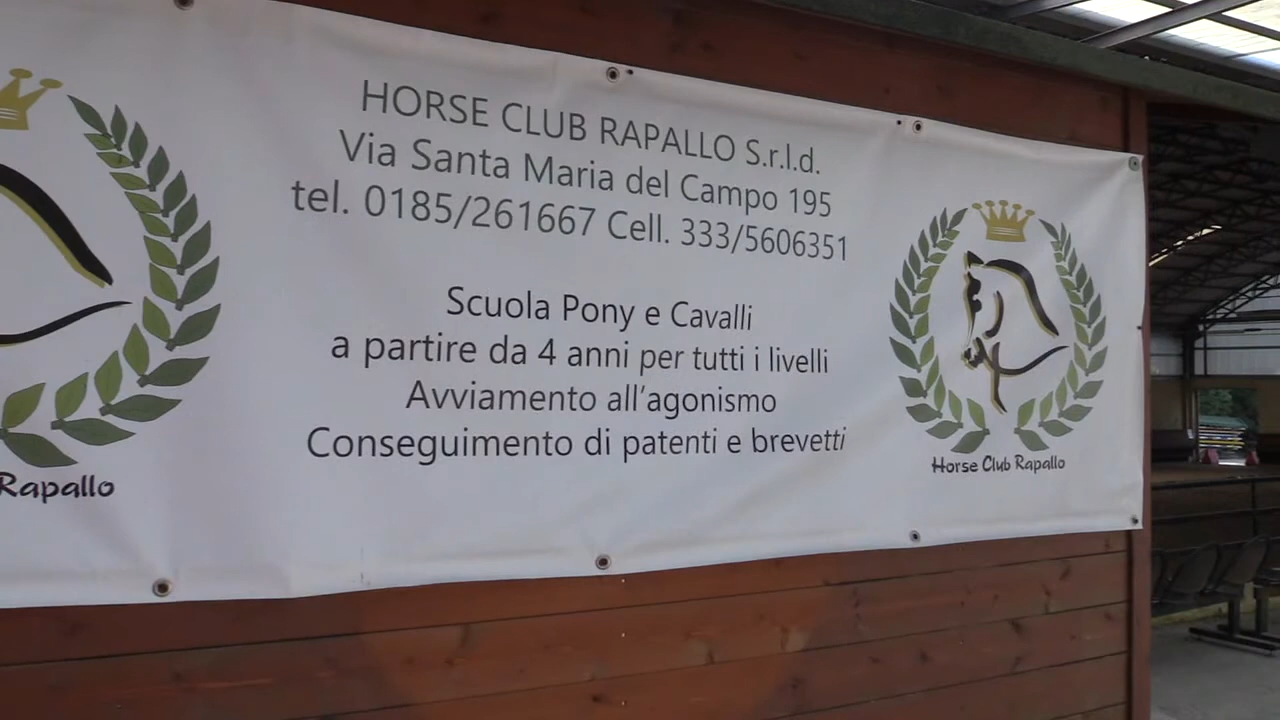 HORSE CLUB RAPALLO S.r.l.d.
Via Santa Maria del Campo 195
tel. 0185/261667 Cell. 333/5606351
Scuola Pony e Cavalli
a partire da 4 anni per tutti i livelli
Avviamento all'agonismo
Conseguimento di patenti e brevetti
Rapallo
Horse Club Rapallo